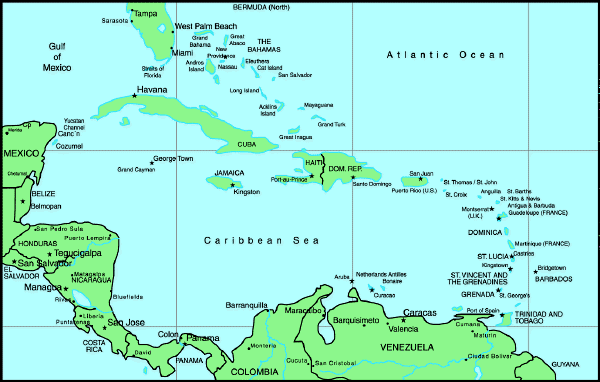 BERMUDA (North)
Tampa
Sarasota
West Palm Beach
Gulf
of
Mexico
Miami
Straits of
Florida
Grand
Bahama
Great
Abaco
THE
BAHAMAS
New
Providence
Andros
Island
Nassau
Eleuthera
Cat Island
San Salvador
Long Island
Acklins
Island
Mayaguana
Grand Turk
Great Inagua
Atlantic Ocean
Havana
CUBA
Yucatan
Channel
Cp
Merida
Canc´n
Cozumel
MEXICO
Chetumel
BELIZE
Belmopan
George Town
Grand Cayman
JAMAICA
Kingston
HAITI
Port-au-Prince
DOM. REP.
Santo Domingo
San Juan
Puerto Rico (U.S.)
St. Thomas / St. John
St. Croix
Anguilla
St. Barths
St. Kitts & Nevis
Antigua & Barbuda
Montserrat
(U.K.)
Guadeloupe (FRANCE)
DOMINICA
Martinique (FRANCE)
ST. LUCIA
Castries
Kingstown
ST. VINCENT AND
THE GRENADINES
Bridgetown
BARBADOS
GRENADA
St. George's
Port of Spain
TRINIDAD AND
TOBAGO
Caribbean Sea
San Pedro Sula
Puerto Lempira
HONDURAS
Tegucigalpa
EL
SALVADOR
San Salvador
Matagalpa
NICARAGUA
Managua
Rivas
Bluefields
Liberia
Puntarenas
San Jose
COSTA
RICA
David
Colon
Panama
PANAMA
Aruba
Netherlands Antilles
Bonaire
Curacao
Barranquilla
Maracaibo
Barquisimeto
Caracas
Valencia
Cumana
Maturin
Ciudad Bolivar
VENEZUELA
Monteria
Cucuta
San Cristobal
COLOMBIA
GUYANA